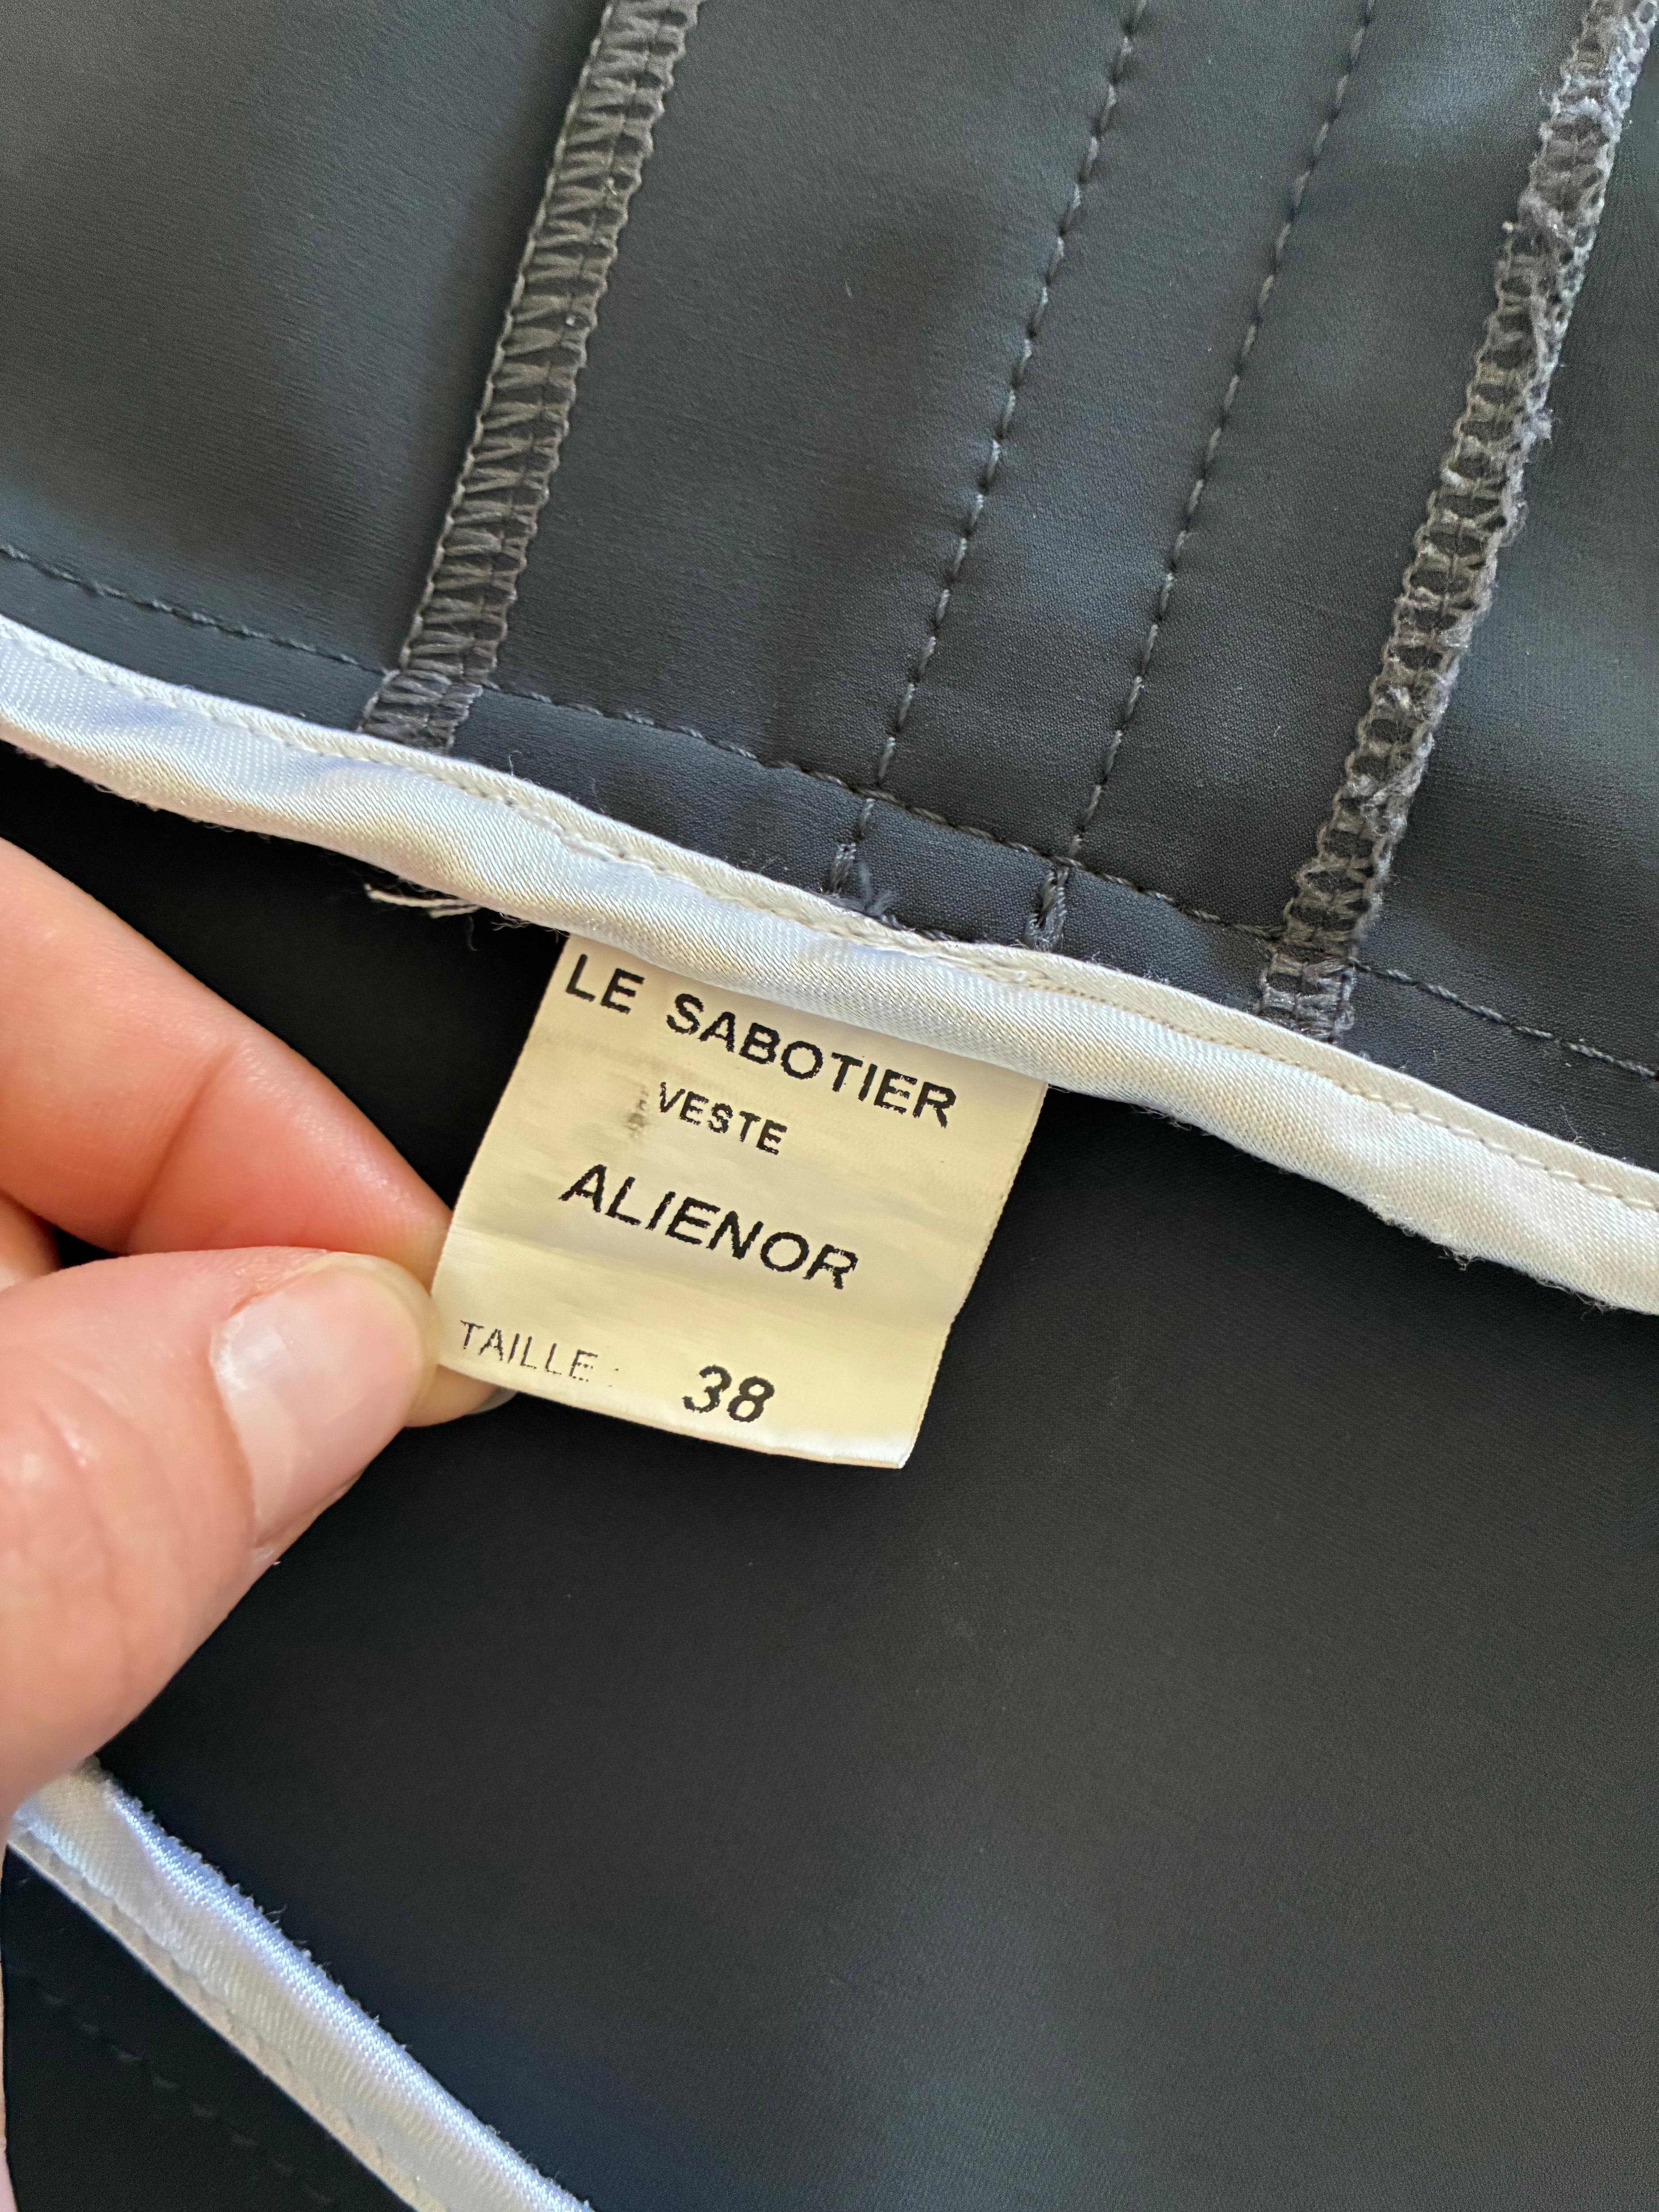 LE SABOTIER
VESTE
ALIENOR
TAILLE : 38